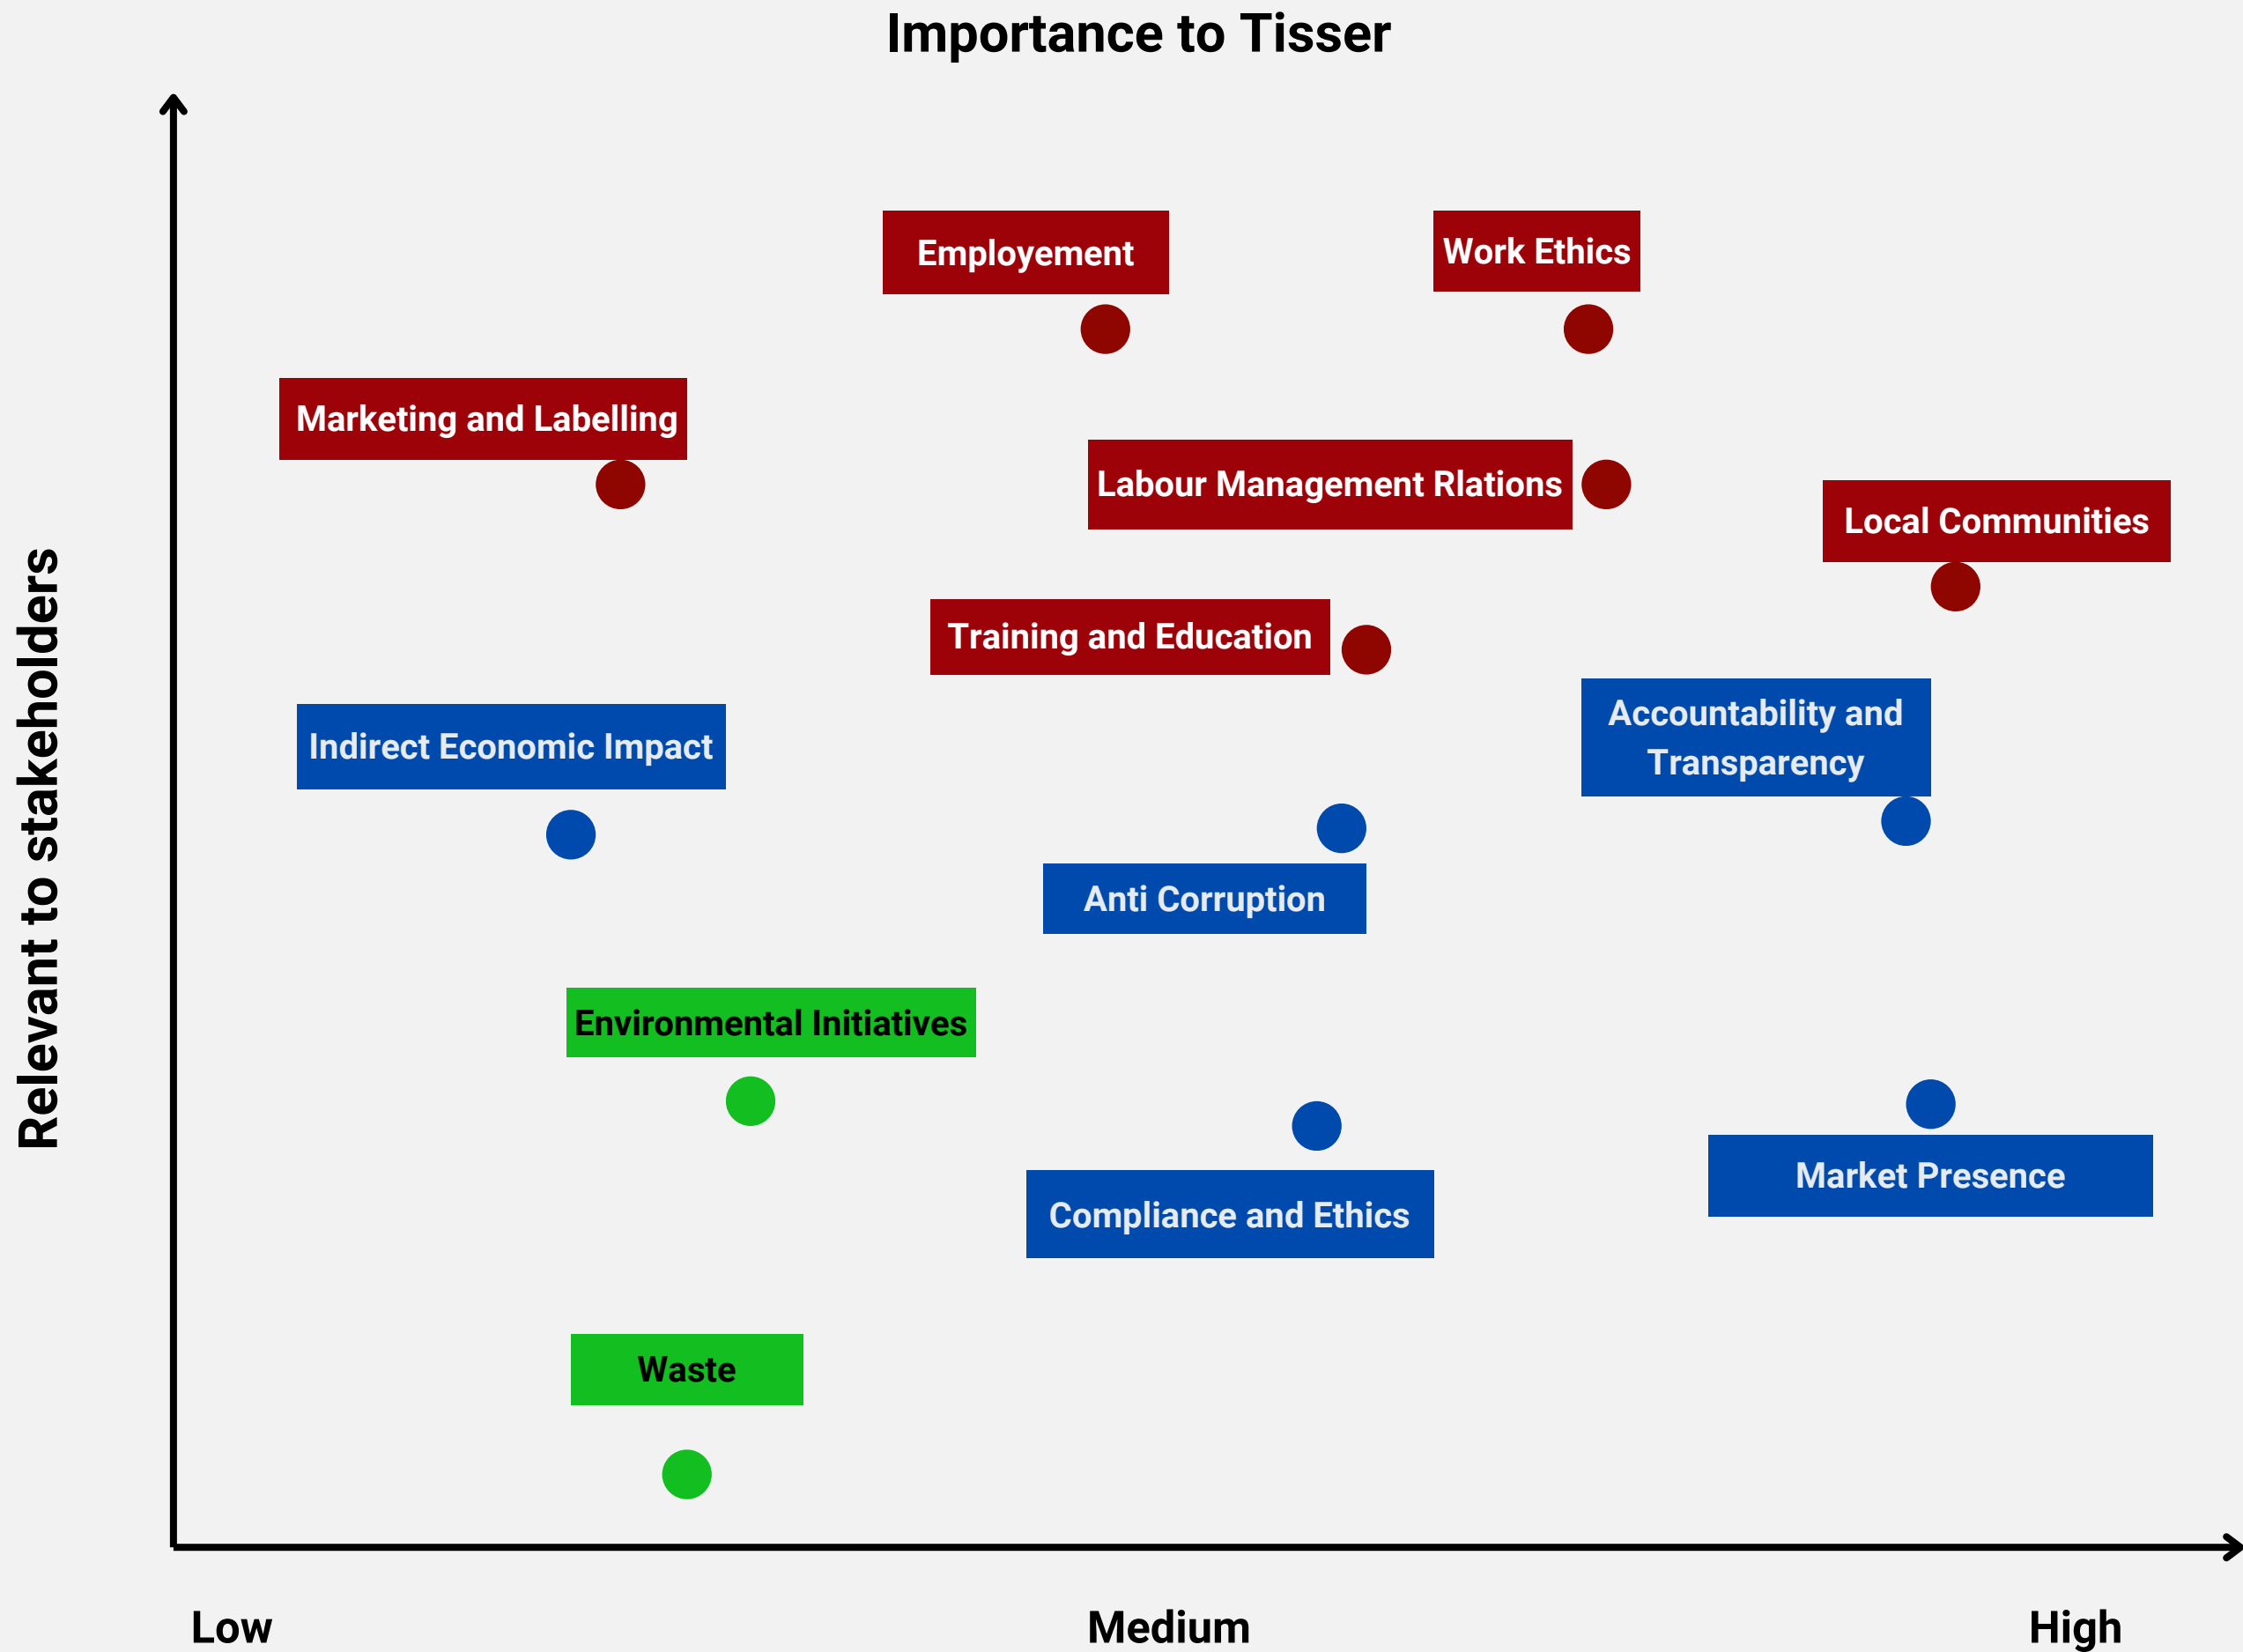 Importance to Tisser
Employement
Work Ethics
Marketing and Labelling
Labour Management Rlations
Local Communities
Training and Education
Relevant to stakeholders
Indirect Economic Impact
Accountability and
Transparency
Anti Corruption
Environmental Initiatives
Market Presence
Compliance and Ethics
Waste
Low
Medium
High